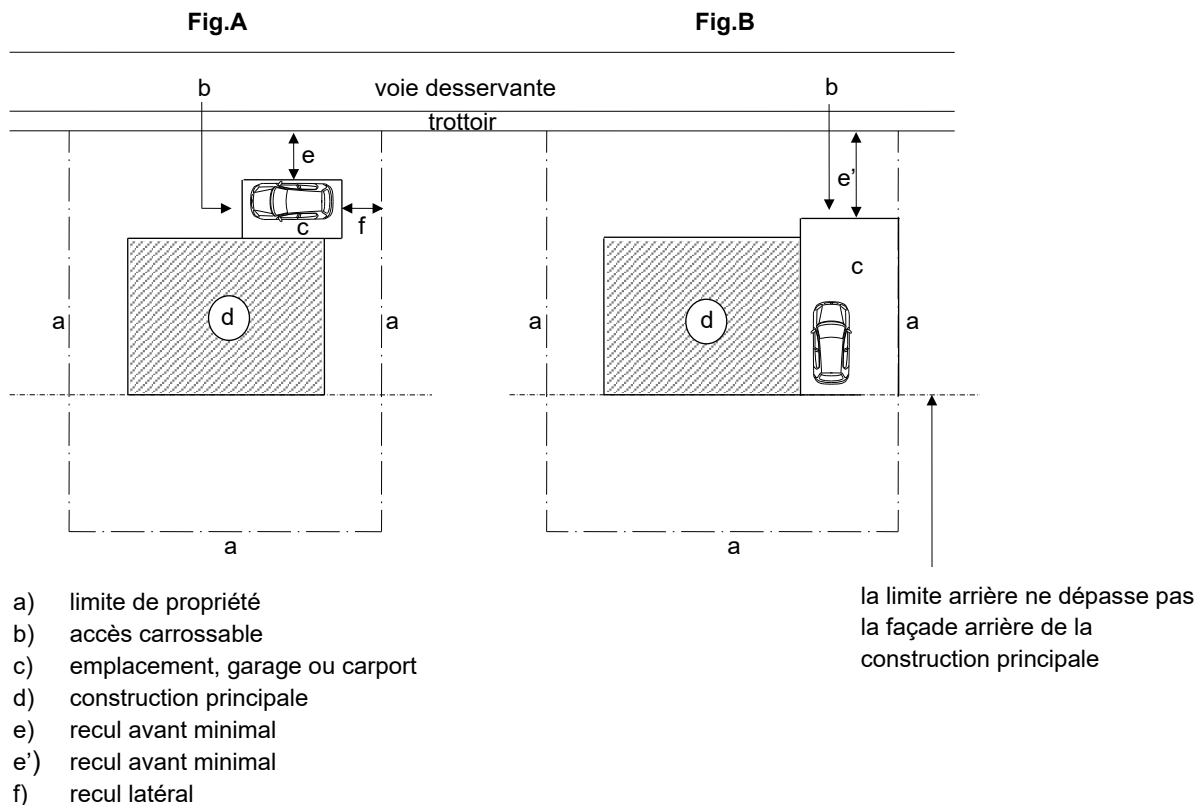 Fig.A
Fig.B
b
voie desservante
b
trottoir
e
e’
f
c
c
d
d
a
a
a
a
a
a
a) limite de propriété
b) accès carrossable
c) emplacement, garage ou carport
d) construction principale
e) recul avant minimal
e’) recul avant minimal
f) recul latéral
la limite arrière ne dépasse pas
la façade arrière de la
construction principale